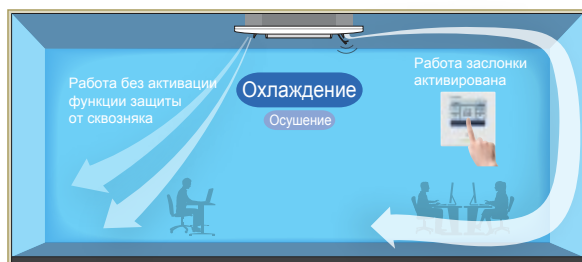 Работа без активации
функции защиты
от сквозняка
Охлаждение
Осушение
Работа заслонки
активирована